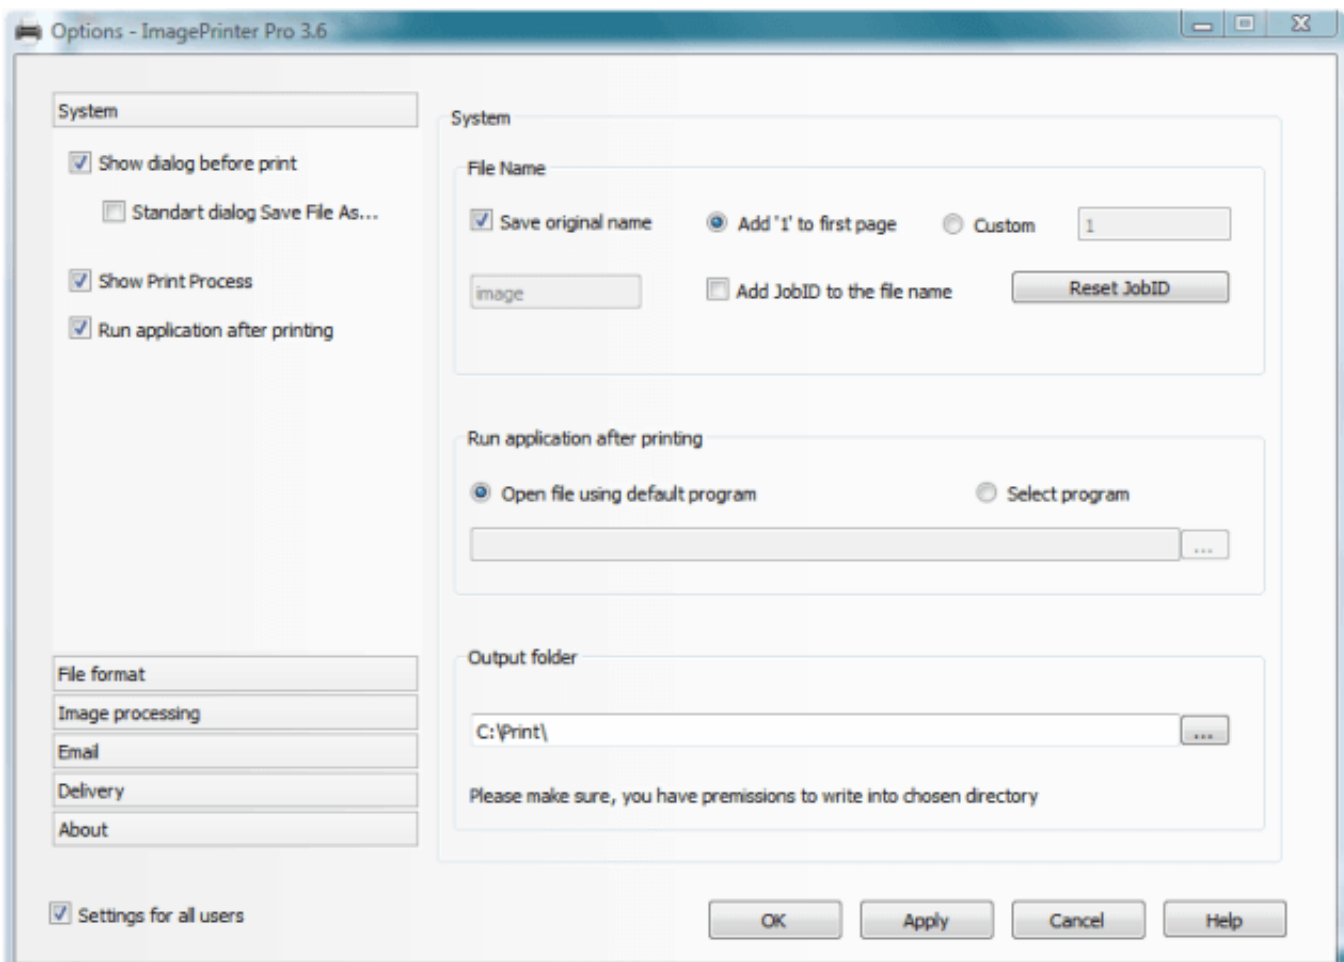 Options - ImagePrinter Pro 3.6
System
Show dialog before print
Standart dialog Save File As...
Show Print Process
Run application after printing
File format
Image processing
Email
Delivery
About
Settings for all users
System
File Name
Save original name
Add '1' to first page
Custom
1
image
Add JobID to the file name
Reset JobID
Run application after printing
Open file using default program
Select program
...
Output folder
C:\Print\
...
Please make sure, you have premissions to write into chosen directory
OK
Apply
Cancel
Help